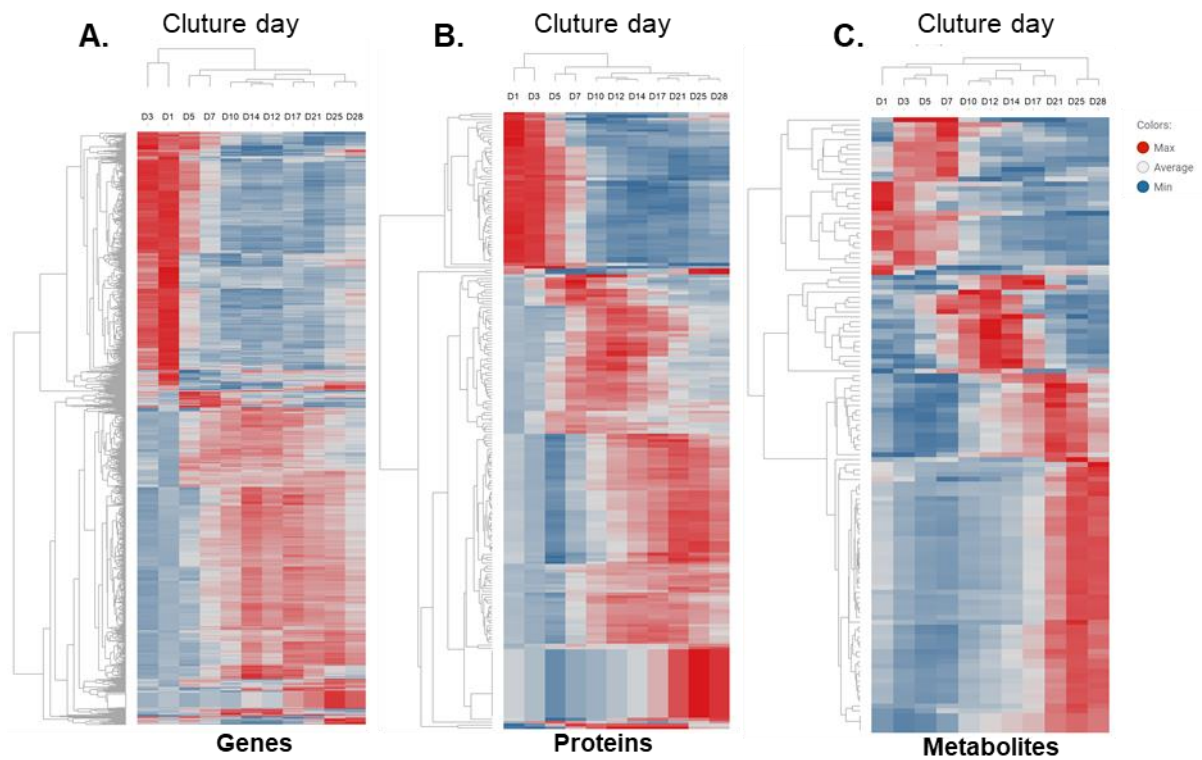 A.
Cluture day
D3 D1 D5 D7 D10 D14 D12 D17 D21 D25 D28
Genes
B.
Cluture day
D1 D3 D5 D7 D10 D12 D14 D17 D21 D25 D28
Proteins
C.
Cluture day
D1 D3 D5 D7 D10 D12 D14 D17 D21 D25 D28
Metabolites
Colors:
Max
Average
Min